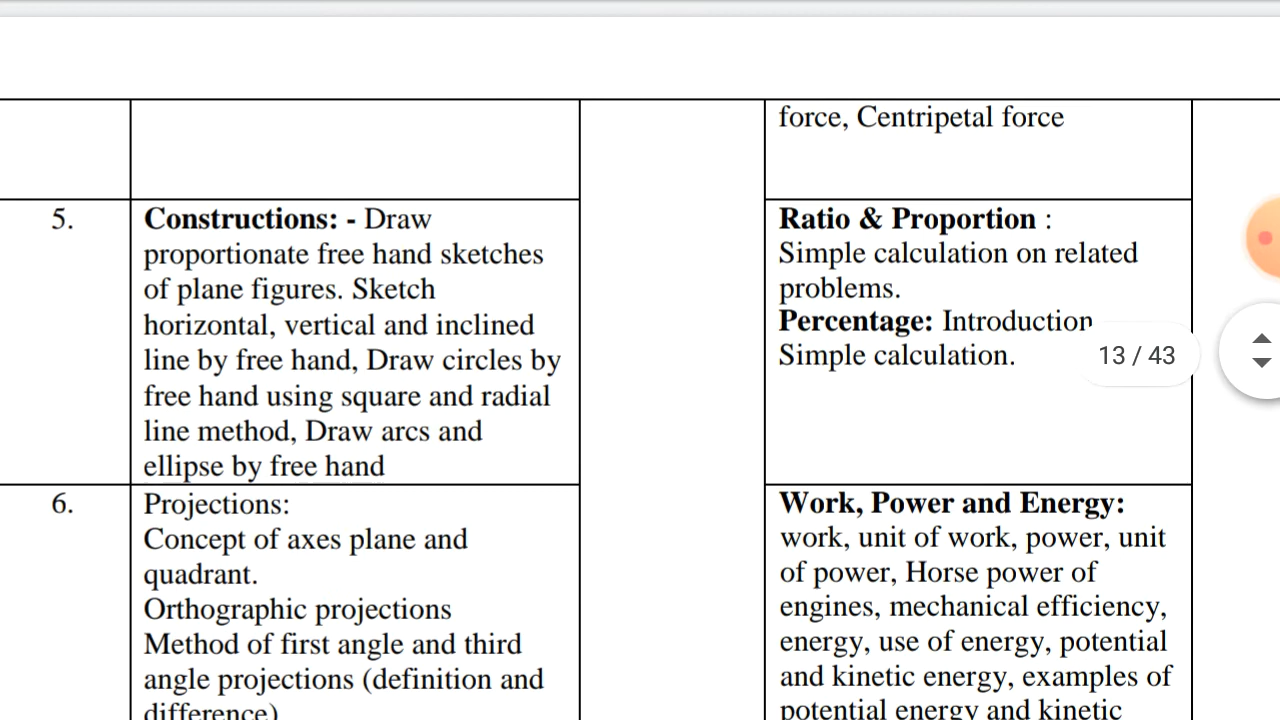 force, Centripetal force
5.
Constructions: - Draw
proportionate free hand sketches
of plane figures. Sketch
horizontal, vertical and inclined
line by free hand, Draw circles by
free hand using square and radial
line method, Draw arcs and
ellipse by free hand
Ratio & Proportion :
Simple calculation on related
problems.
Percentage: Introduction
Simple calculation.
13 / 43
6.
Projections:
Concept of axes plane and
quadrant.
Orthographic projections
Method of first angle and third
angle projections (definition and
difference)
Work, Power and Energy:
work, unit of work, power, unit
of power, Horse power of
engines, mechanical efficiency,
energy, use of energy, potential
and kinetic energy, examples of
potential energy and kinetic